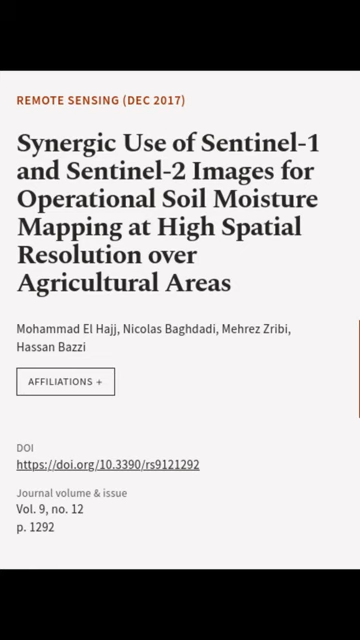 REMOTE SENSING (DEC 2017)
Synergic Use of Sentinel-1
and Sentinel-2 Images for
Operational Soil Moisture
Mapping at High Spatial
Resolution over
Agricultural Areas
Mohammad El Hajj, Nicolas Baghdadi, Mehrez Zribi,
Hassan Bazzi
AFFILIATIONS +
DOI
https://doi.org/10.3390/rs9121292
Journal volume & issue
Vol. 9, no. 12
p. 1292